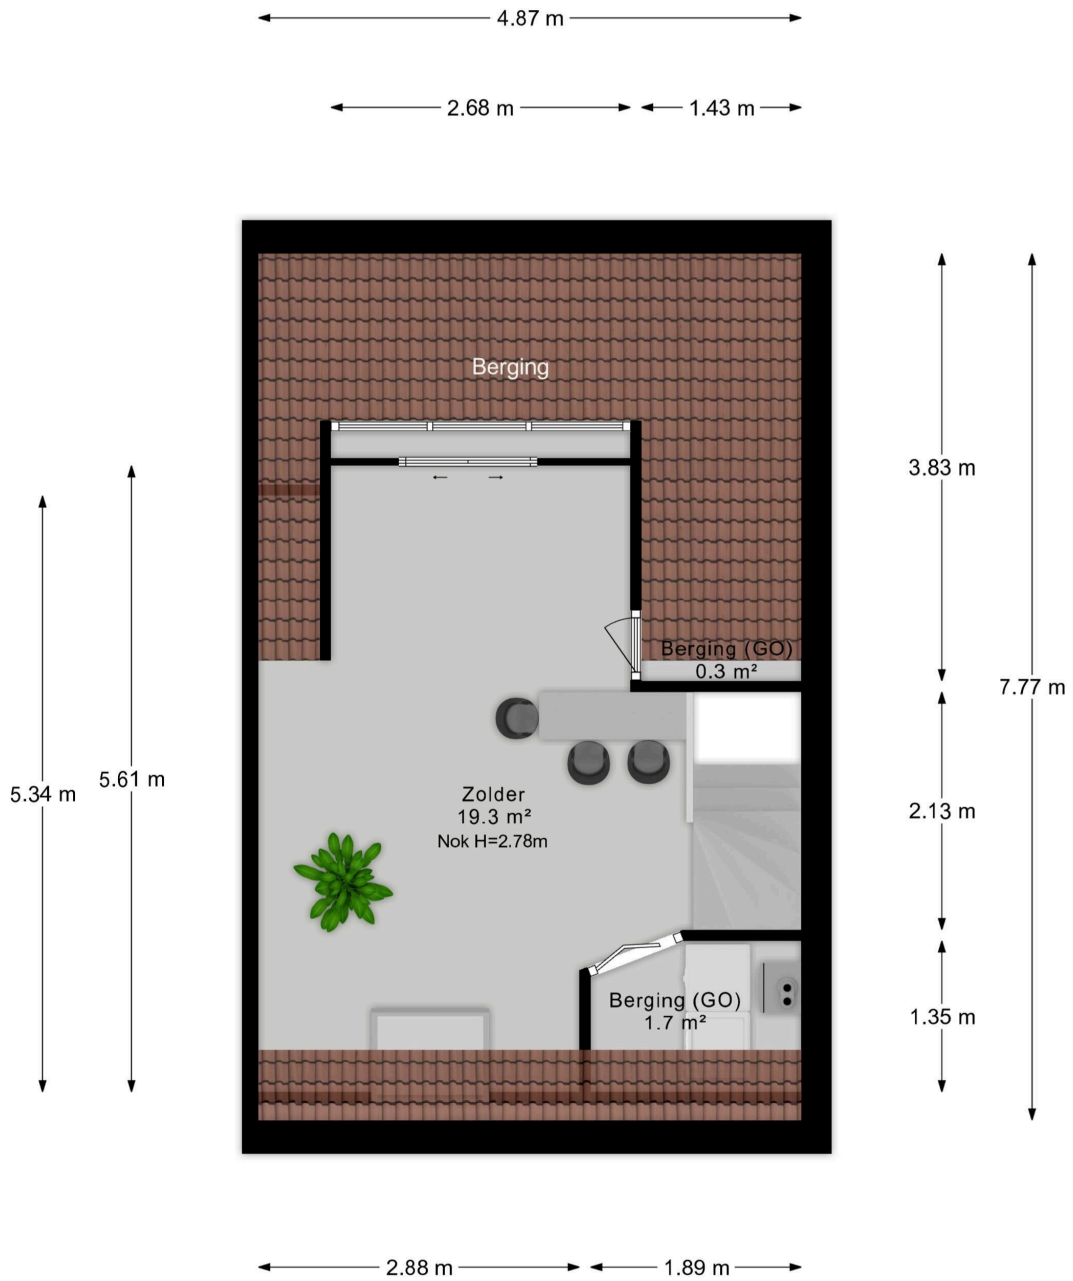 4.87 m
2.68 m
1.43 m
Berging
3.83 m
Berging (GO)
0.3 m²
7.77 m
5.61 m
5.34 m
Zolder
19.3 m²
Nok H=2.78m
2.13 m
Berging (GO)
1.7 m²
1.35 m
2.88 m
1.89 m